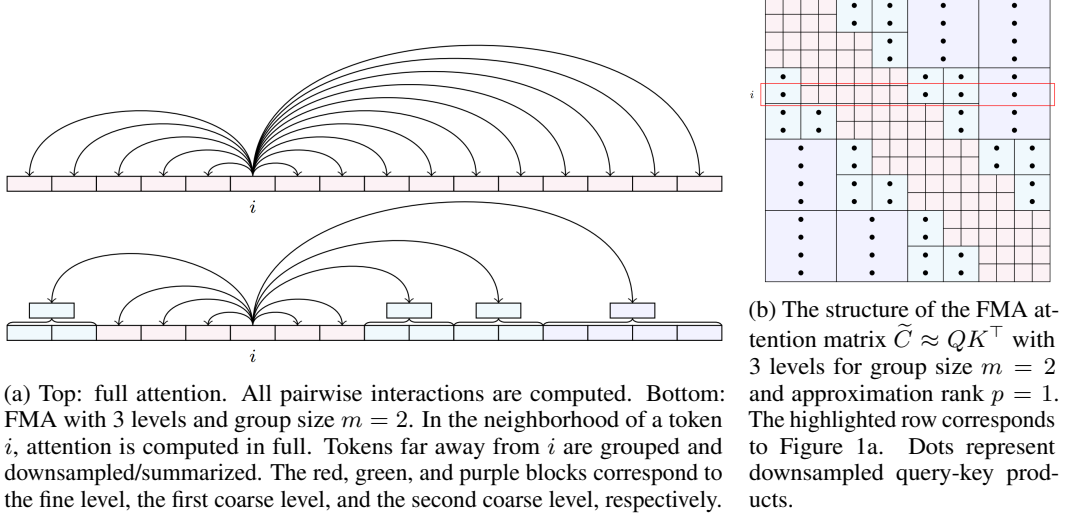 i
i
(a) Top: full attention. All pairwise interactions are computed. Bottom:
FMA with 3 levels and group size m = 2. In the neighborhood of a token
i, attention is computed in full. Tokens far away from i are grouped and
downsampled/summarized. The red, green, and purple blocks correspond to
the fine level, the first coarse level, and the second coarse level, respectively.
i
(b) The structure of the FMA at-
tention matrix C̃ ≈ QK⊤ with
3 levels for group size m = 2
and approximation rank p = 1.
The highlighted row corresponds
to Figure 1a. Dots represent
downsampled query-key prod-
ucts.